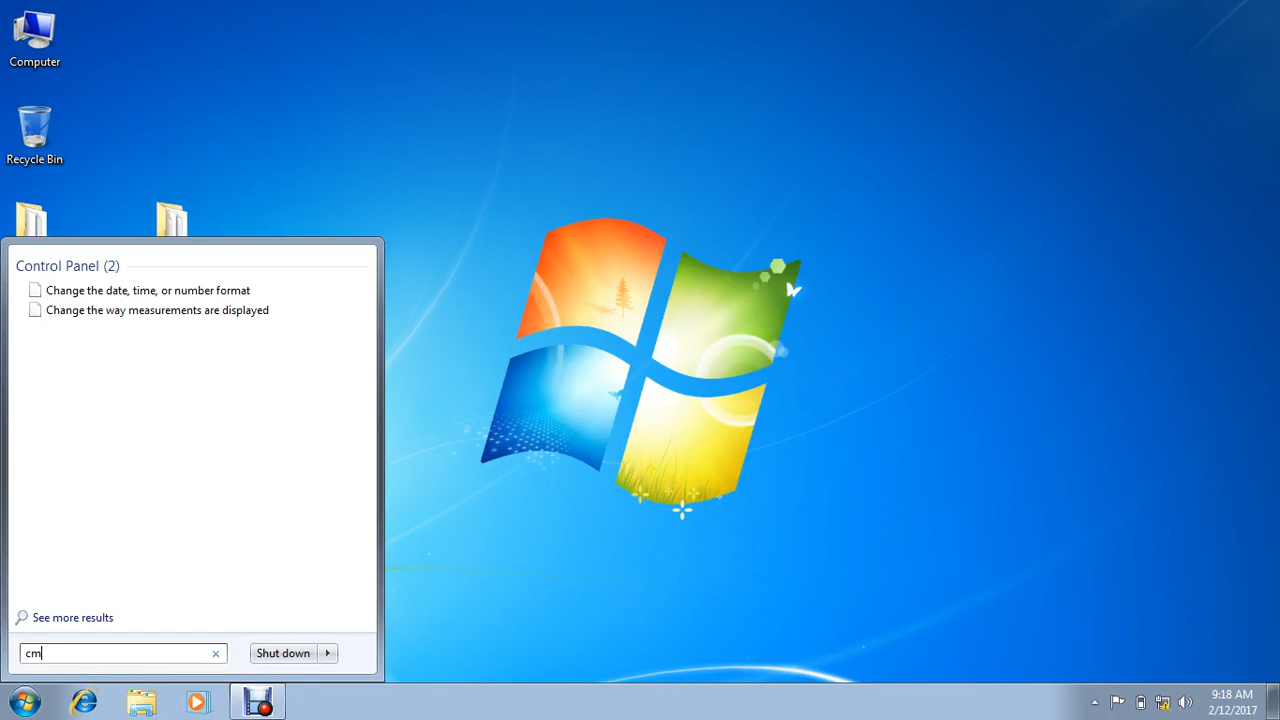 Computer
Recycle Bin
Control Panel (2)
Change the date, time, or number format
Change the way measurements are displayed
See more results
cm
Shut down
9:18 AM
2/12/2017